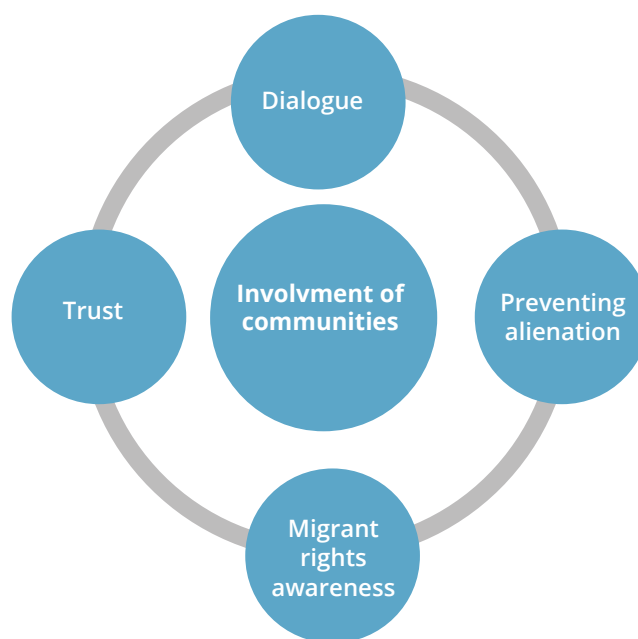 Dialogue
Involvment of
communities
Trust
Preventing
alienation
Migrant
rights
awareness